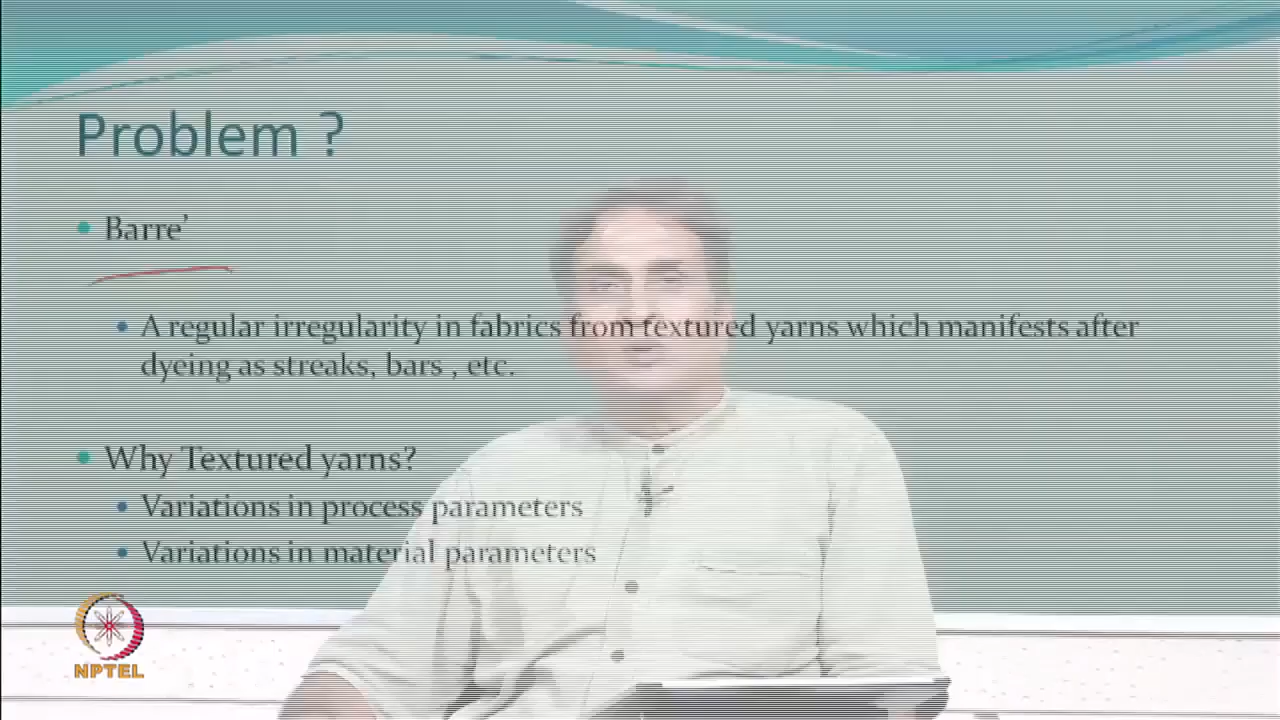 Problem ?
Barre’
A regular irregularity in fabrics from textured yarns which manifests after
dyeing as streaks, bars , etc.
Why Textured yarns?
Variations in process parameters
Variations in material parameters
NPTEL